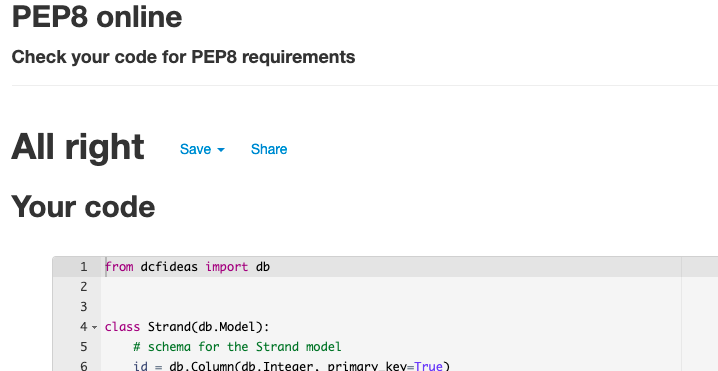 PEP8 online
Check your code for PEP8 requirements
All right Save Share
Your code
1 from dcfideas import db
2
3
4 class Strand(db.Model):
5 # schema for the Strand model
6 id = db.Column(db.Integer, primary_key=True)